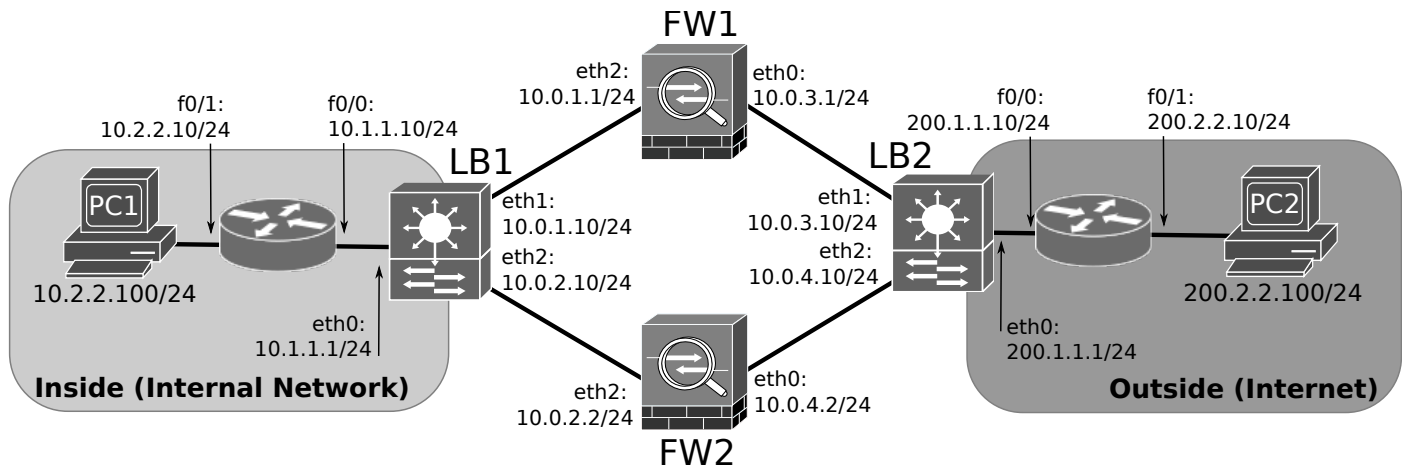 FW1
eth2:
10.0.1.1/24
eth0:
10.0.3.1/24
f0/1:
10.2.2.10/24
f0/0:
10.1.1.10/24
f0/0:
200.1.1.10/24
f0/1:
200.2.2.10/24
LB1
LB2
PC1
PC2
eth1:
10.0.1.10/24
eth2:
10.0.2.10/24
eth1:
10.0.3.10/24
eth2:
10.0.4.10/24
10.2.2.100/24
200.2.2.100/24
eth0:
10.1.1.1/24
eth0:
200.1.1.1/24
Inside (Internal Network)
Outside (Internet)
eth2:
10.0.2.2/24
eth0:
10.0.4.2/24
FW2